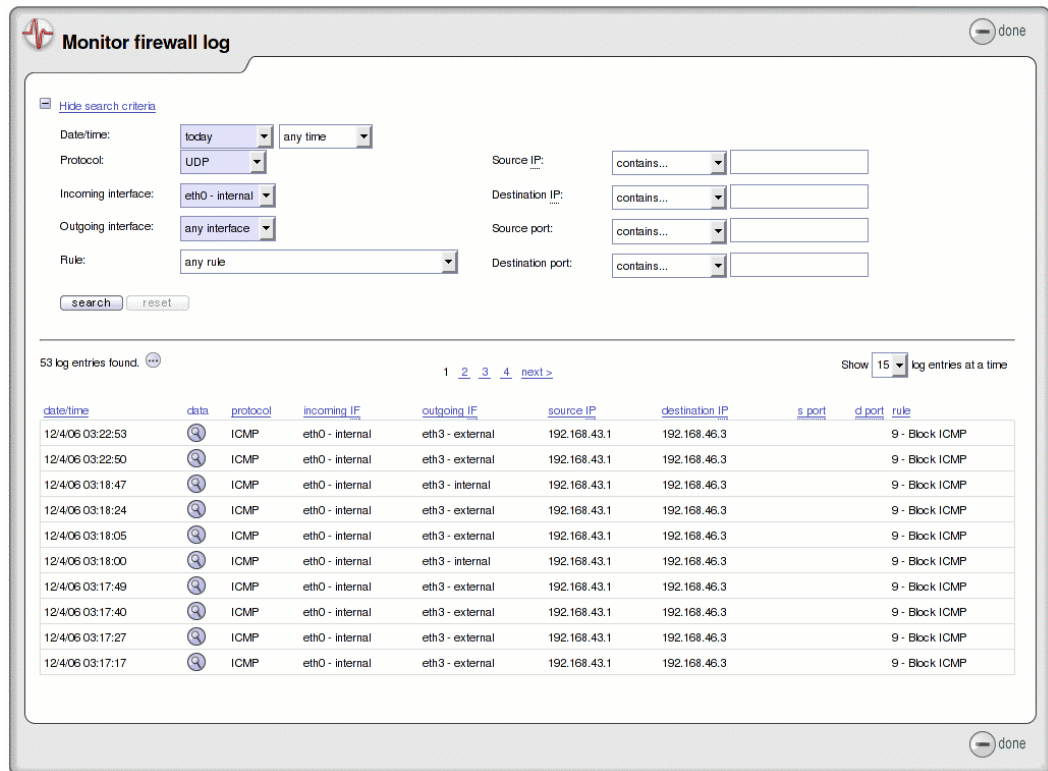 Monitor firewall log
done
Hide search criteria
Date/time: today any time
Protocol: UDP Source IP: contains...
Incoming interface: eth0 - internal Destination IP: contains...
Outgoing interface: any interface Source port: contains...
Rule: any rule Destination port: contains...
search reset
53 log entries found. 1 2 3 4 next > Show 15 log entries at a time
date/time data protocol incoming IF outgoing IF source IP destination IP s port d port rule
12/4/06 03:22:53 ICMP eth0 - internal eth3 - external 192.168.43.1 192.168.46.3 9 - Block ICMP
12/4/06 03:22:50 ICMP eth0 - internal eth3 - external 192.168.43.1 192.168.46.3 9 - Block ICMP
12/4/06 03:18:47 ICMP eth0 - internal eth3 - internal 192.168.43.1 192.168.46.3 9 - Block ICMP
12/4/06 03:18:24 ICMP eth0 - internal eth3 - external 192.168.43.1 192.168.46.3 9 - Block ICMP
12/4/06 03:18:05 ICMP eth0 - internal eth3 - external 192.168.43.1 192.168.46.3 9 - Block ICMP
12/4/06 03:18:00 ICMP eth0 - internal eth3 - internal 192.168.43.1 192.168.46.3 9 - Block ICMP
12/4/06 03:17:49 ICMP eth0 - internal eth3 - external 192.168.43.1 192.168.46.3 9 - Block ICMP
12/4/06 03:17:40 ICMP eth0 - internal eth3 - external 192.168.43.1 192.168.46.3 9 - Block ICMP
12/4/06 03:17:27 ICMP eth0 - internal eth3 - external 192.168.43.1 192.168.46.3 9 - Block ICMP
12/4/06 03:17:17 ICMP eth0 - internal eth3 - external 192.168.43.1 192.168.46.3 9 - Block ICMP
done